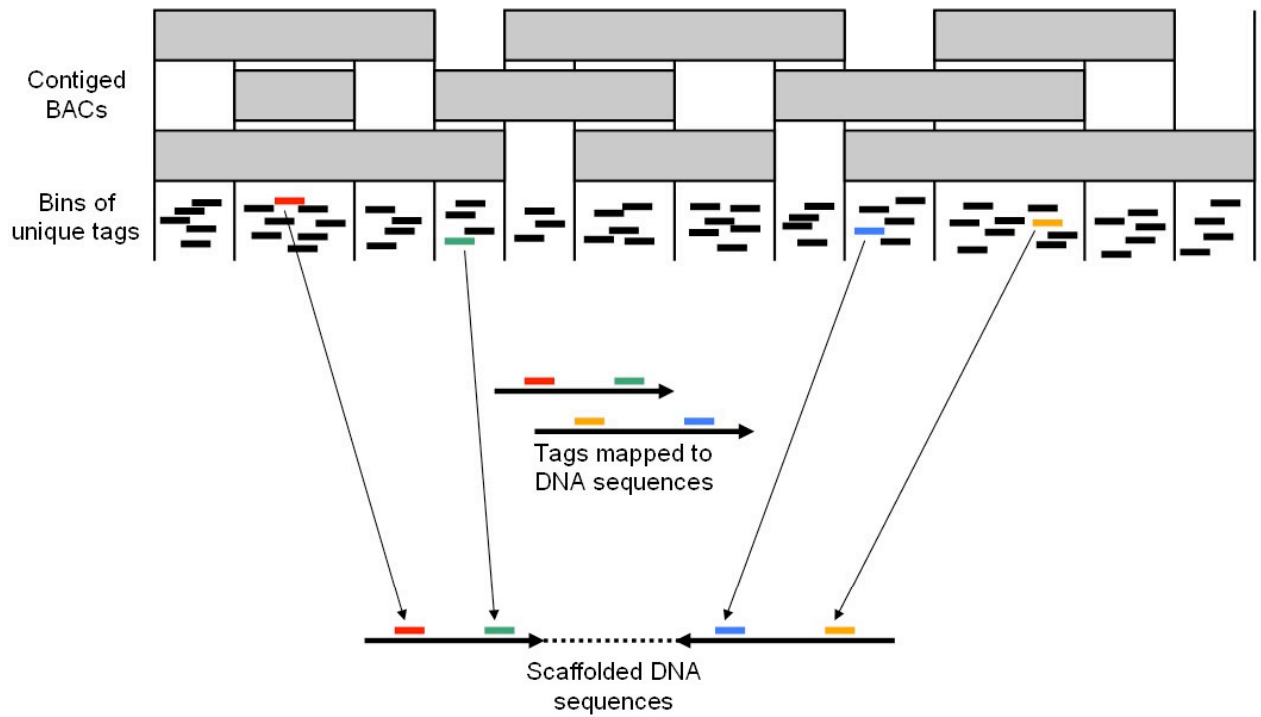 Contiged
BACs
Bins of
unique tags
Tags mapped to
DNA sequences
Scaffolded DNA
sequences